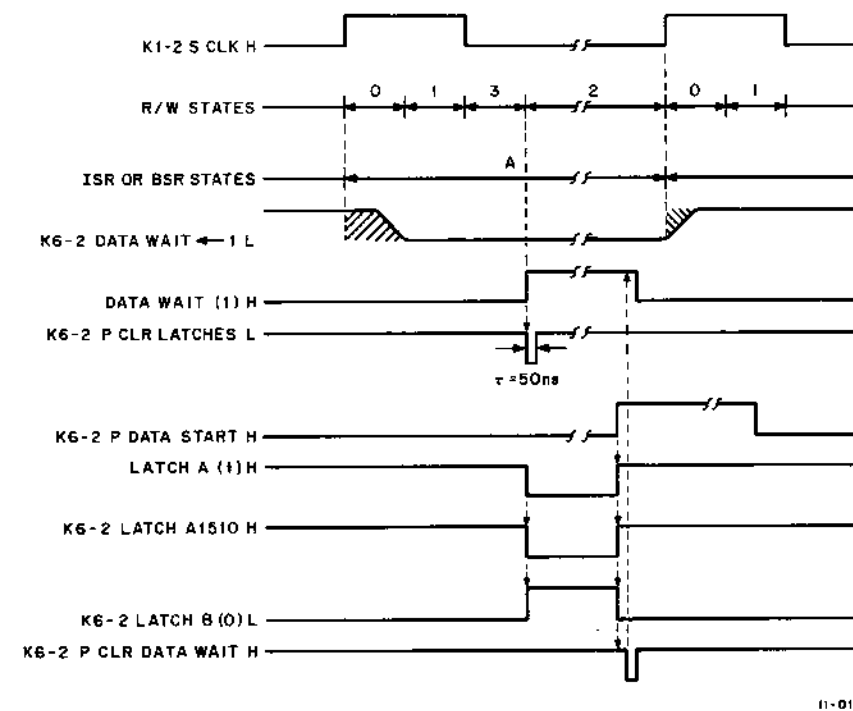 K1-2 S CLK H
0 1 3 2 0 1
R/W STATES
A
ISR OR BSR STATES
K6-2 DATA WAIT ← 1 L
DATA WAIT (1) H
K6-2 P CLR LATCHES L
τ = 50ns
K6-2 P DATA START H
LATCH A (1) H
K6-2 LATCH A1510 H
K6-2 LATCH B (0) L
K6-2 P CLR DATA WAIT H